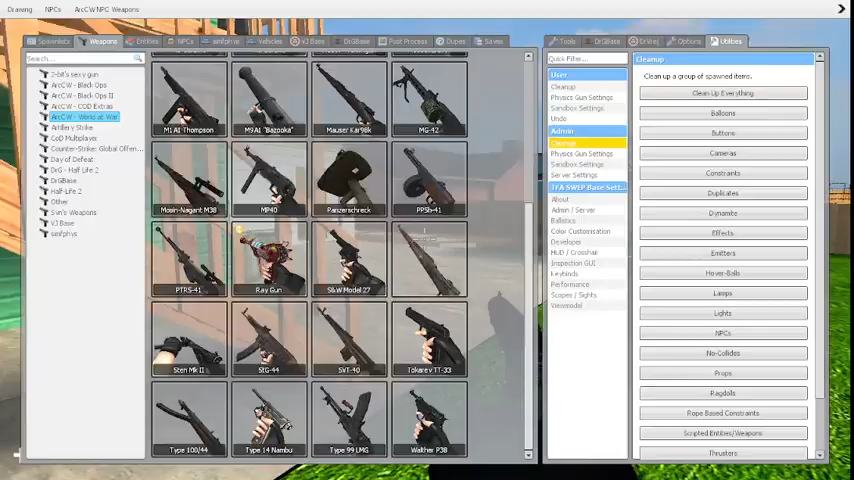 Drawing NPCs ArcCW NPC Weapons
Spawnlists Weapons Entities NPCs simfphys Vehicles VJ Base DrGBase Post Process Dupes Saves
Search...
2-bit's sexy gun
ArcCW - Black Ops
ArcCW - Black Ops II
ArcCW - COD Extras
ArcCW - World at War
Artillery Strike
CoD Multiplayer
Counter-Strike: Global Offen...
Day of Defeat
DrG - Half Life 2
DrGBase
Half-Life 2
Other
Svn's Weapons
VJ Base
simfphys
M1A1 Thompson M9A1 "Bazooka" Mauser Kar98k MG-42
Mosin-Nagant M38 MP40 Panzerschreck PPSh-41
PTRS-41 Ray Gun S&W Model 27
Sten Mk II StG-44 SVT-40 Tokarev TT-33
Type 100/44 Type 14 Nambu Type 99 LMG Walther P38
Tools DrGBase DrVrej Options Utilities
Quick Filter...
User
Cleanup
Physics Gun Settings
Sandbox Settings
Undo
Admin
Cleanup
Physics Gun Settings
Sandbox Settings
Server Settings
TFA SWEP Base Sett...
About
Admin / Server
Ballistics
Color Customisation
Developer
HUD / Crosshair
Inspection GUI
Keybinds
Performance
Scopes / Sights
Viewmodel
Cleanup
Clean up a group of spawned items.
Clean Up Everything
Balloons
Buttons
Cameras
Constraints
Duplicates
Dynamite
Effects
Emitters
Hover-Balls
Lamps
Lights
NPCs
No-Collides
Props
Ragdolls
Rope Based Constraints
Scripted Entities/Weapons
Thrusters